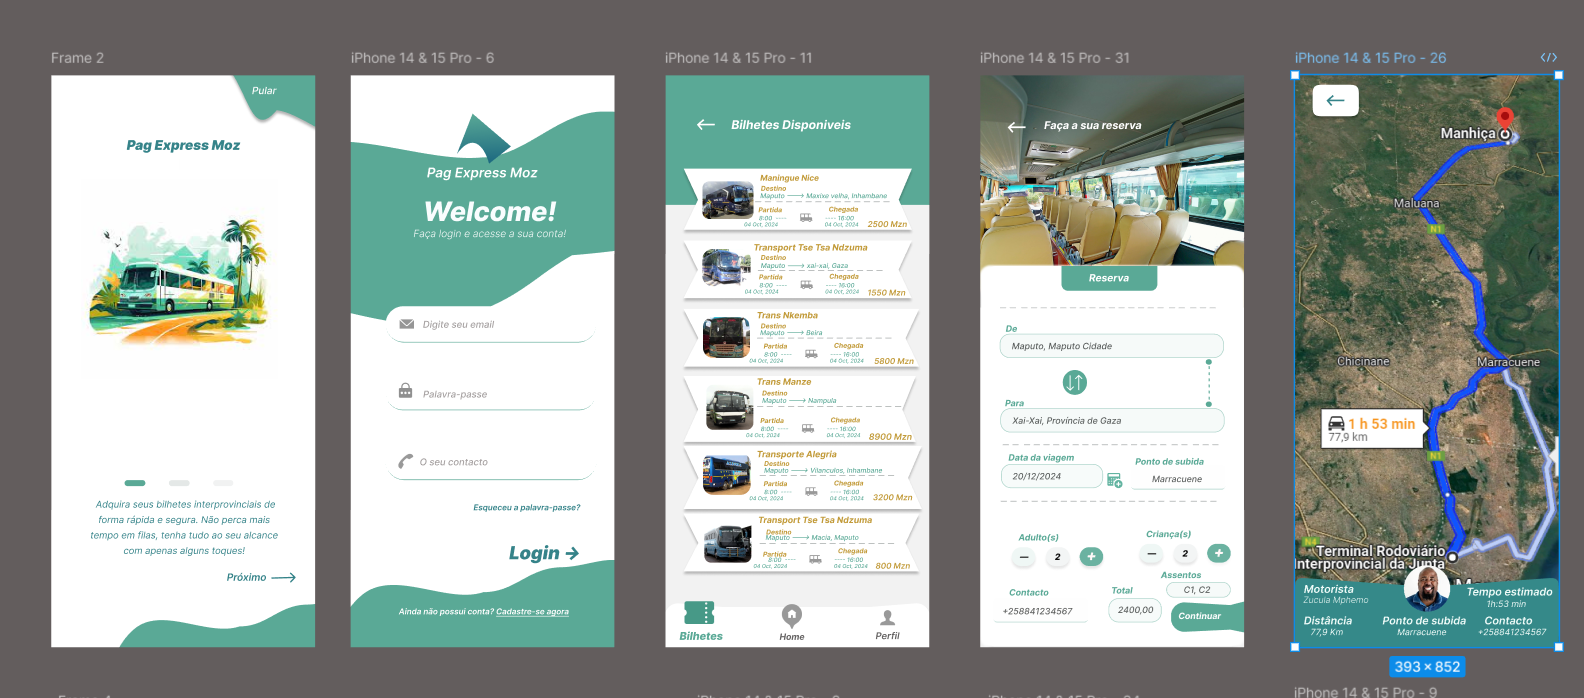 Frame 2
Pular
Pag Express Moz
Adquira seus bilhetes interprovinciais de
forma rápida e segura. Não perca mais
tempo em filas, tenha tudo ao seu alcance
com apenas alguns toques!
Próximo
iPhone 14 & 15 Pro - 6
Pag Express Moz
Welcome!
Faça login e acesse a sua conta!
Digite seu email
Palavra-passe
O seu contacto
Esqueceu a palavra-passe?
Login →
Ainda não possui conta? Cadastre-se agora
iPhone 14 & 15 Pro - 11
Bilhetes Disponiveis
Maningue Nice
Destino
Maputo Maxixe velha, Inhambane
Partida Chegada
8:00 ---- ---- 16:00
04 Oct, 2024 04 Oct, 2024 2500 Mzn
Transport Tse Tsa Ndzuma
Destino
Maputo xai-xai, Gaza
Partida Chegada
8:00 ---- ---- 16:00
04 Oct, 2024 04 Oct, 2024 1550 Mzn
Trans Nkemba
Destino
Maputo Beira
Partida Chegada
8:00 ---- ---- 16:00
04 Oct, 2024 04 Oct, 2024 5800 Mzn
Trans Manze
Destino
Maputo Nampula
Partida Chegada
8:00 ---- ---- 16:00
04 Oct, 2024 04 Oct, 2024 8900 Mzn
Transporte Alegria
Destino
Maputo Vilanculos, Inhambane
Partida Chegada
8:00 ---- ---- 16:00
04 Oct, 2024 04 Oct, 2024 3200 Mzn
Transport Tse Tsa Ndzuma
Destino
Maputo Macia, Maputo
Partida Chegada
8:00 ---- ---- 16:00
04 Oct, 2024 04 Oct, 2024 800 Mzn
Bilhetes Home Perfil
iPhone 14 & 15 Pro - 31
Faça a sua reserva
Reserva
De
Maputo, Maputo Cidade
Para
Xai-Xai, Província de Gaza
Data da viagem Ponto de subida
20/12/2024 Marracuene
Adulto(s) Criança(s)
− 2 + − 2 +
Assentos
C1, C2
Contacto Total
+258841234567 2400,00 Continuar
iPhone 14 & 15 Pro - 26
Manhiça
Maluana
N1
Chicinane Marracuene
1 h 53 min
77,9 km
N1
N4
Terminal Rodoviário
Interprovincial da Junta
Motorista Tempo estimado
Zucula Mphemo 1h:53 min
Distância Ponto de subida Contacto
77,9 Km Marracuene +258841234567
393 × 852
iPhone 14 & 15 Pro - 9